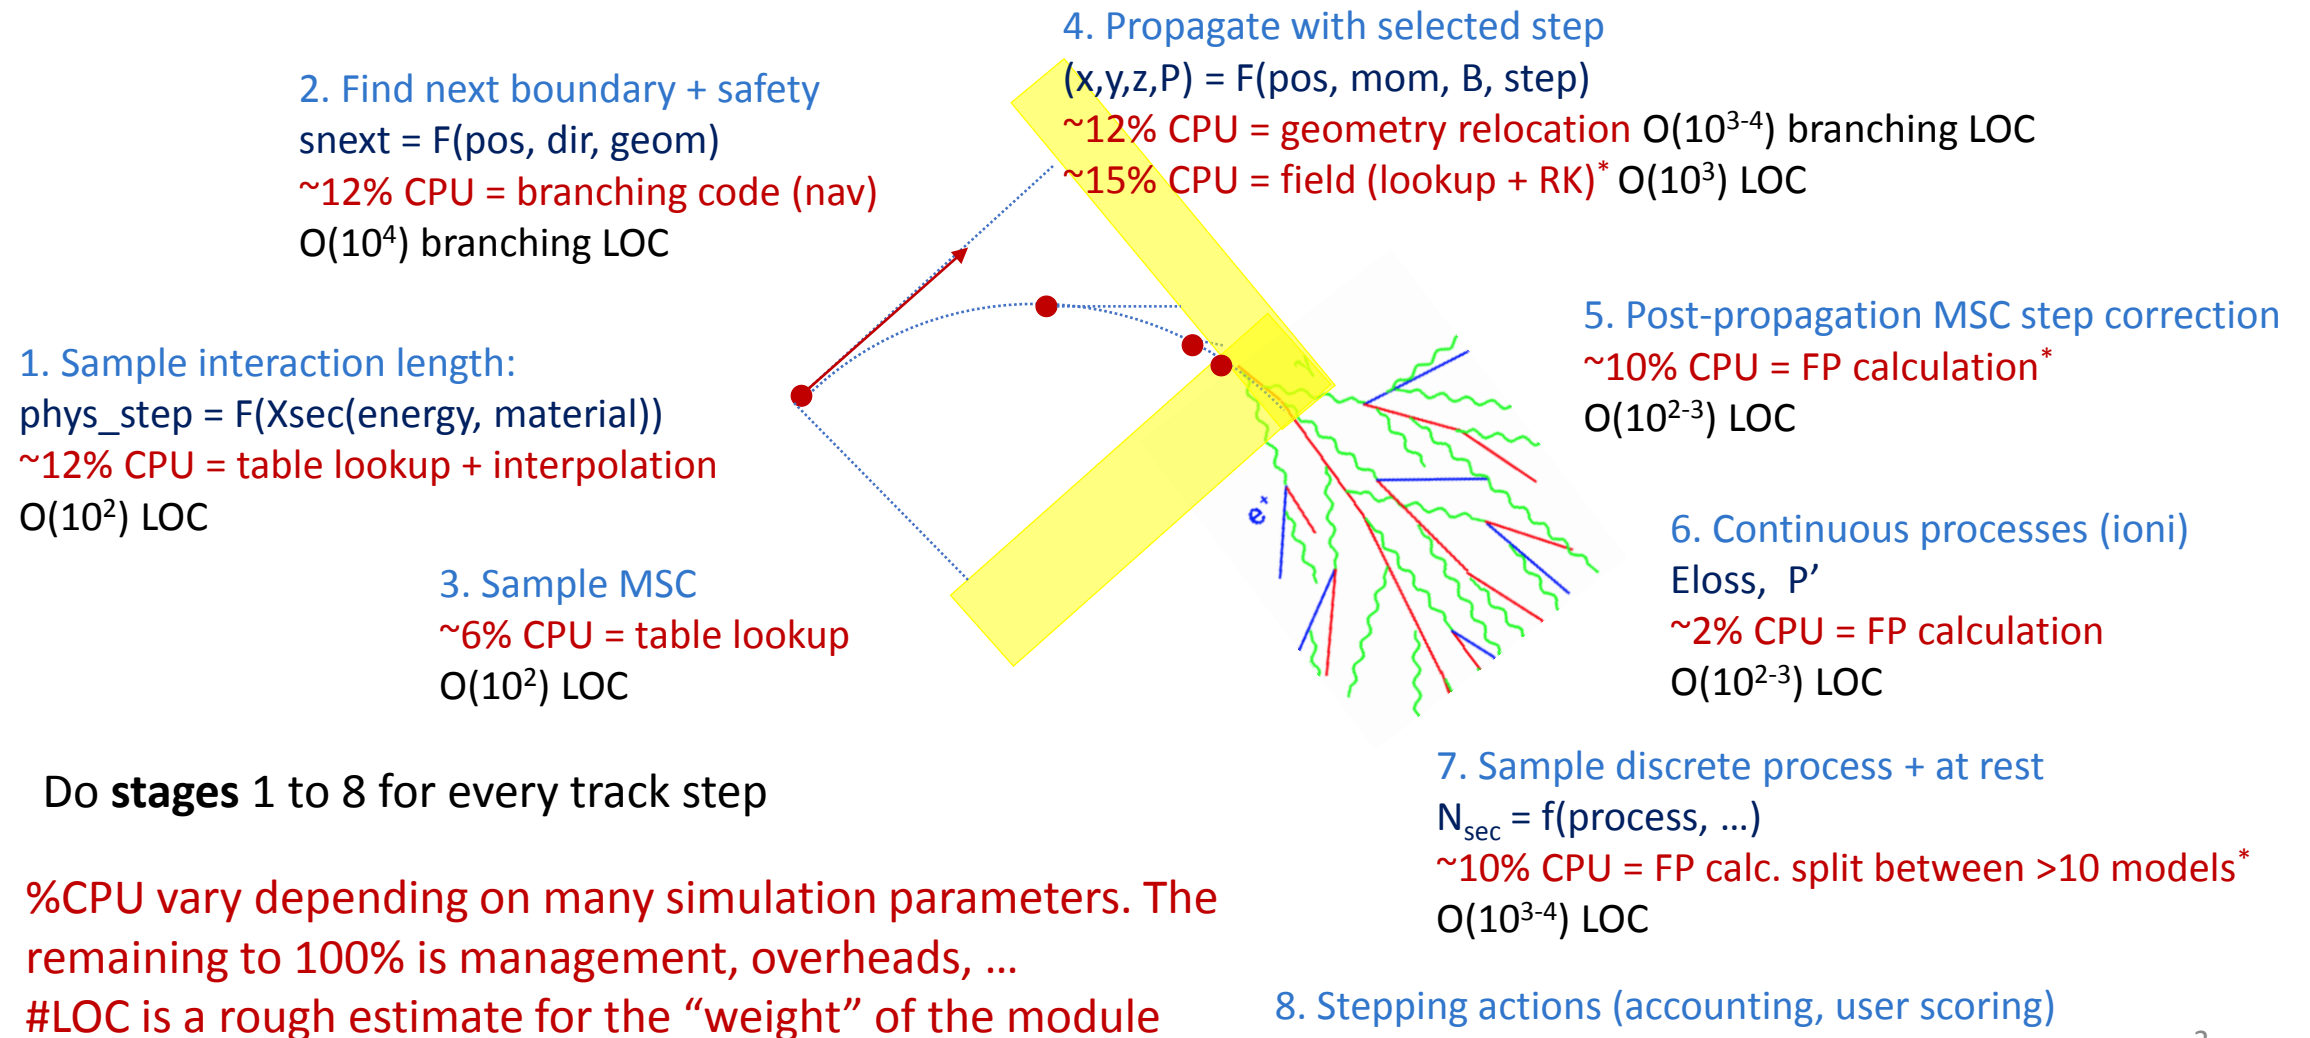 4. Propagate with selected step
(x,y,z,P) = F(pos, mom, B, step)
~12% CPU = geometry relocation O(10³⁻⁴) branching LOC
~15% CPU = field (lookup + RK)* O(10³) LOC
2. Find next boundary + safety
snext = F(pos, dir, geom)
~12% CPU = branching code (nav)
O(10⁴) branching LOC
1. Sample interaction length:
phys_step = F(Xsec(energy, material))
~12% CPU = table lookup + interpolation
O(10²) LOC
3. Sample MSC
~6% CPU = table lookup
O(10²) LOC
5. Post-propagation MSC step correction
~10% CPU = FP calculation*
O(10²⁻³) LOC
e+
6. Continuous processes (ioni)
Eloss, P’
~2% CPU = FP calculation
O(10²⁻³) LOC
7. Sample discrete process + at rest
Nsec = f(process, …)
~10% CPU = FP calc. split between >10 models*
O(10³⁻⁴) LOC
8. Stepping actions (accounting, user scoring)
Do stages 1 to 8 for every track step
%CPU vary depending on many simulation parameters. The
remaining to 100% is management, overheads, …
#LOC is a rough estimate for the “weight” of the module